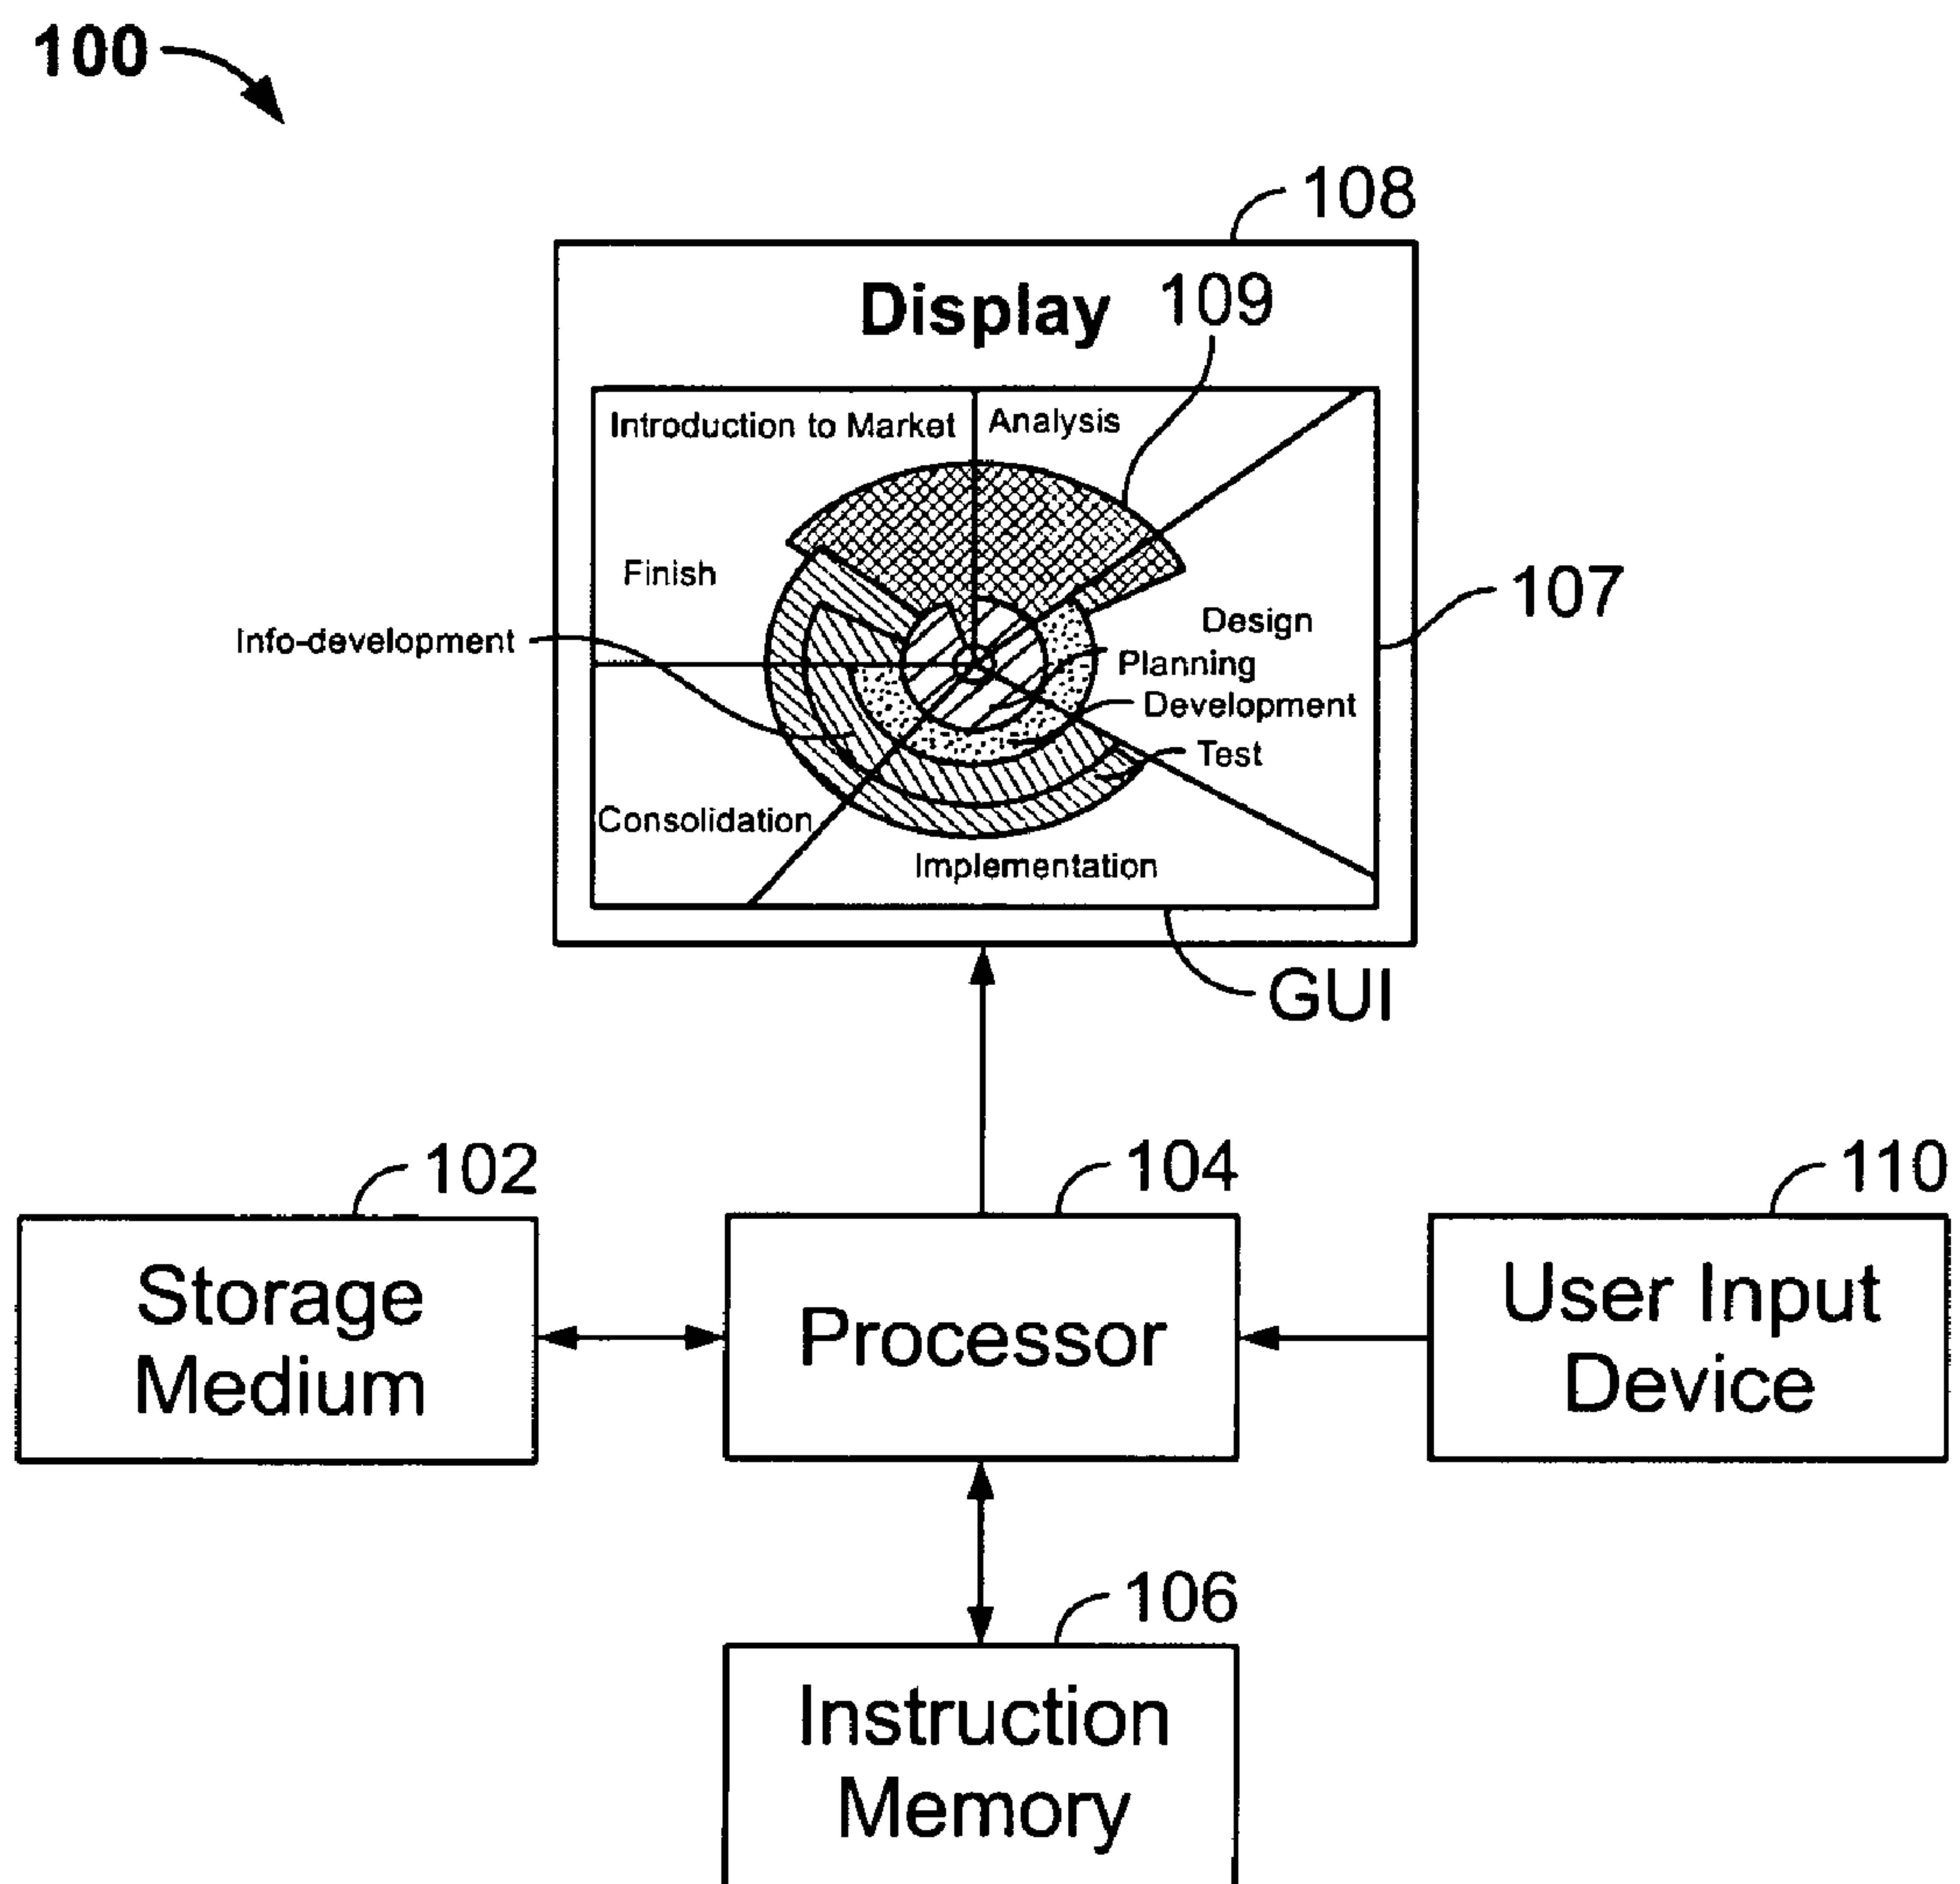 100
108
Display
109
Introduction to Market
Analysis
Finish
107
Design
Info-development
Planning
Development
Test
Consolidation
Implementation
GUI
102
104
110
Storage
Medium
Processor
User Input
Device
106
Instruction
Memory